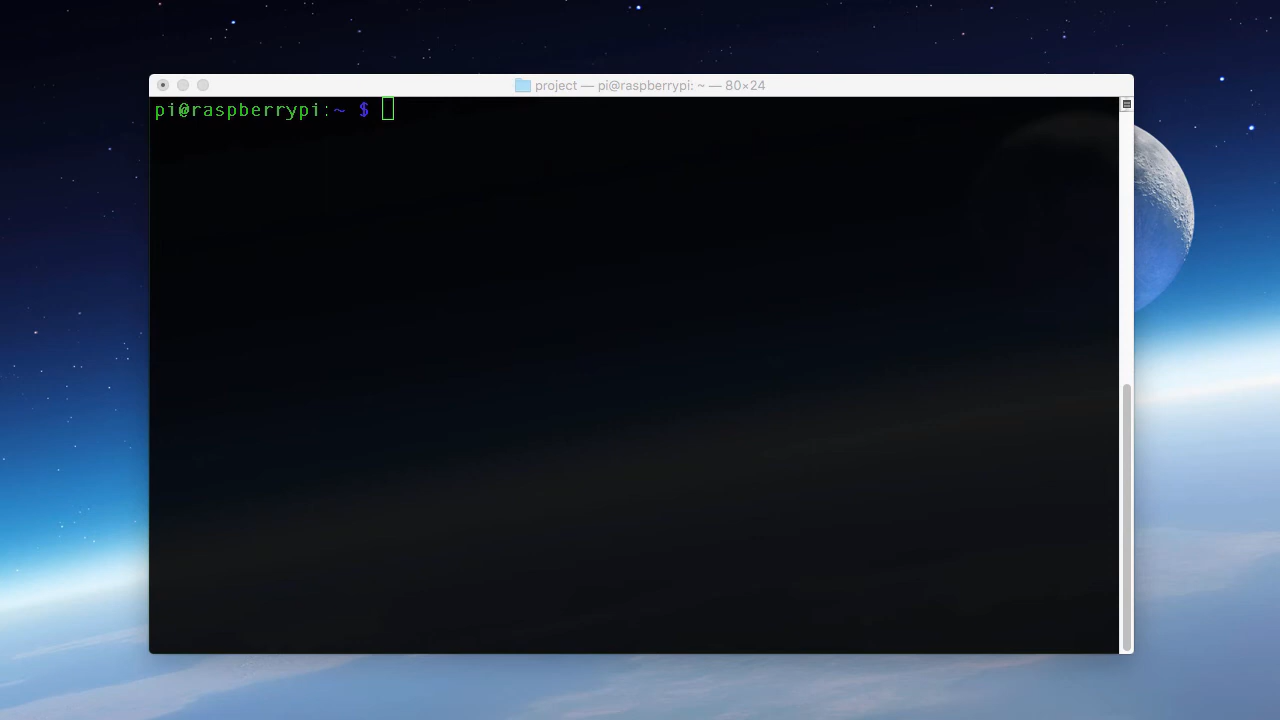 project — pi@raspberrypi: ~ — 80×24
pi@raspberrypi:~ $